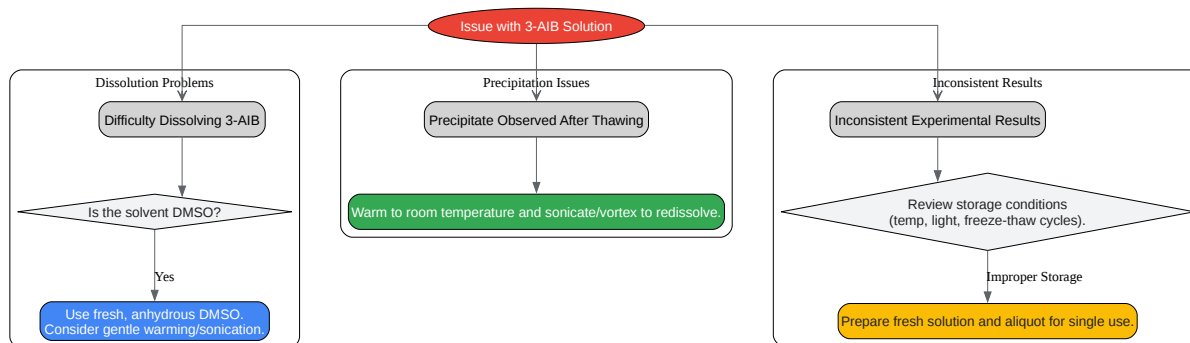 Issue with 3-AIB Solution
Dissolution Problems
Difficulty Dissolving 3-AIB
Is the solvent DMSO?
Yes
Use fresh, anhydrous DMSO.
Consider gentle warming/sonication.
Precipitation Issues
Precipitate Observed After Thawing
Warm to room temperature and sonicate/vortex to redissolve.
Inconsistent Results
Inconsistent Experimental Results
Review storage conditions
(temp, light, freeze-thaw cycles).
Improper Storage
Prepare fresh solution and aliquot for single use.